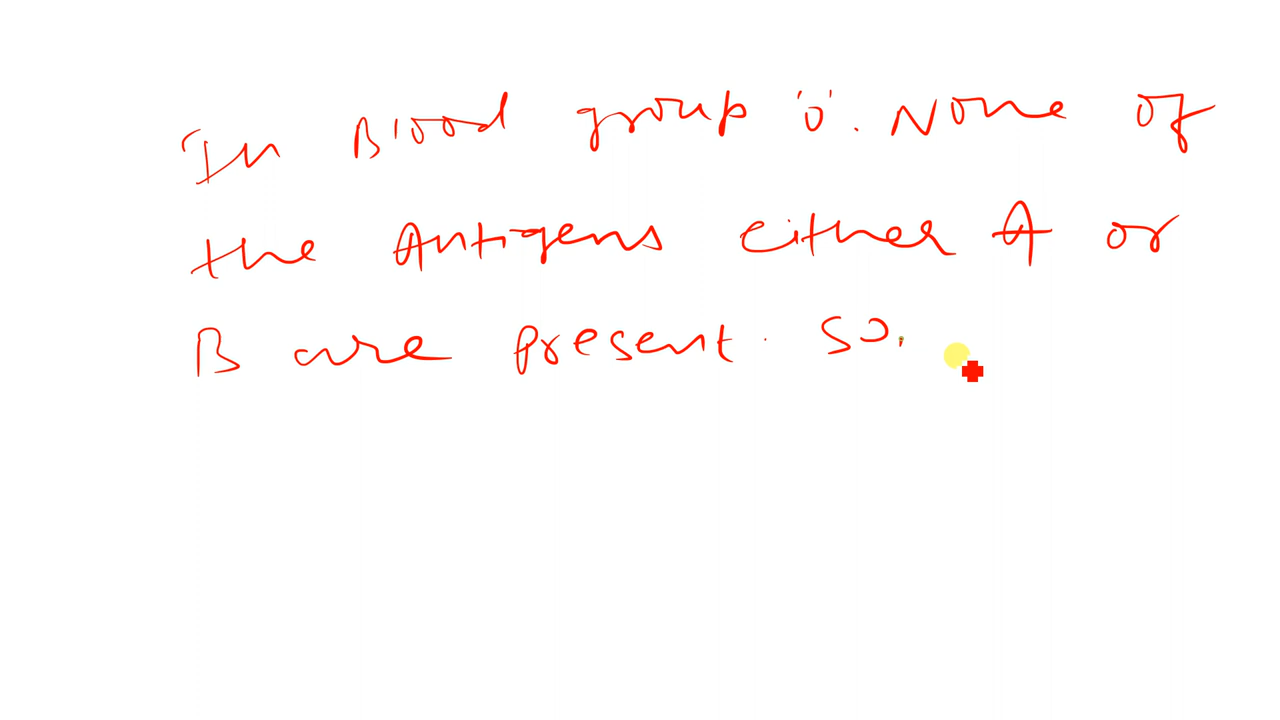 In Blood group 'O'. None of
the Antigens either A or
B are present. So,